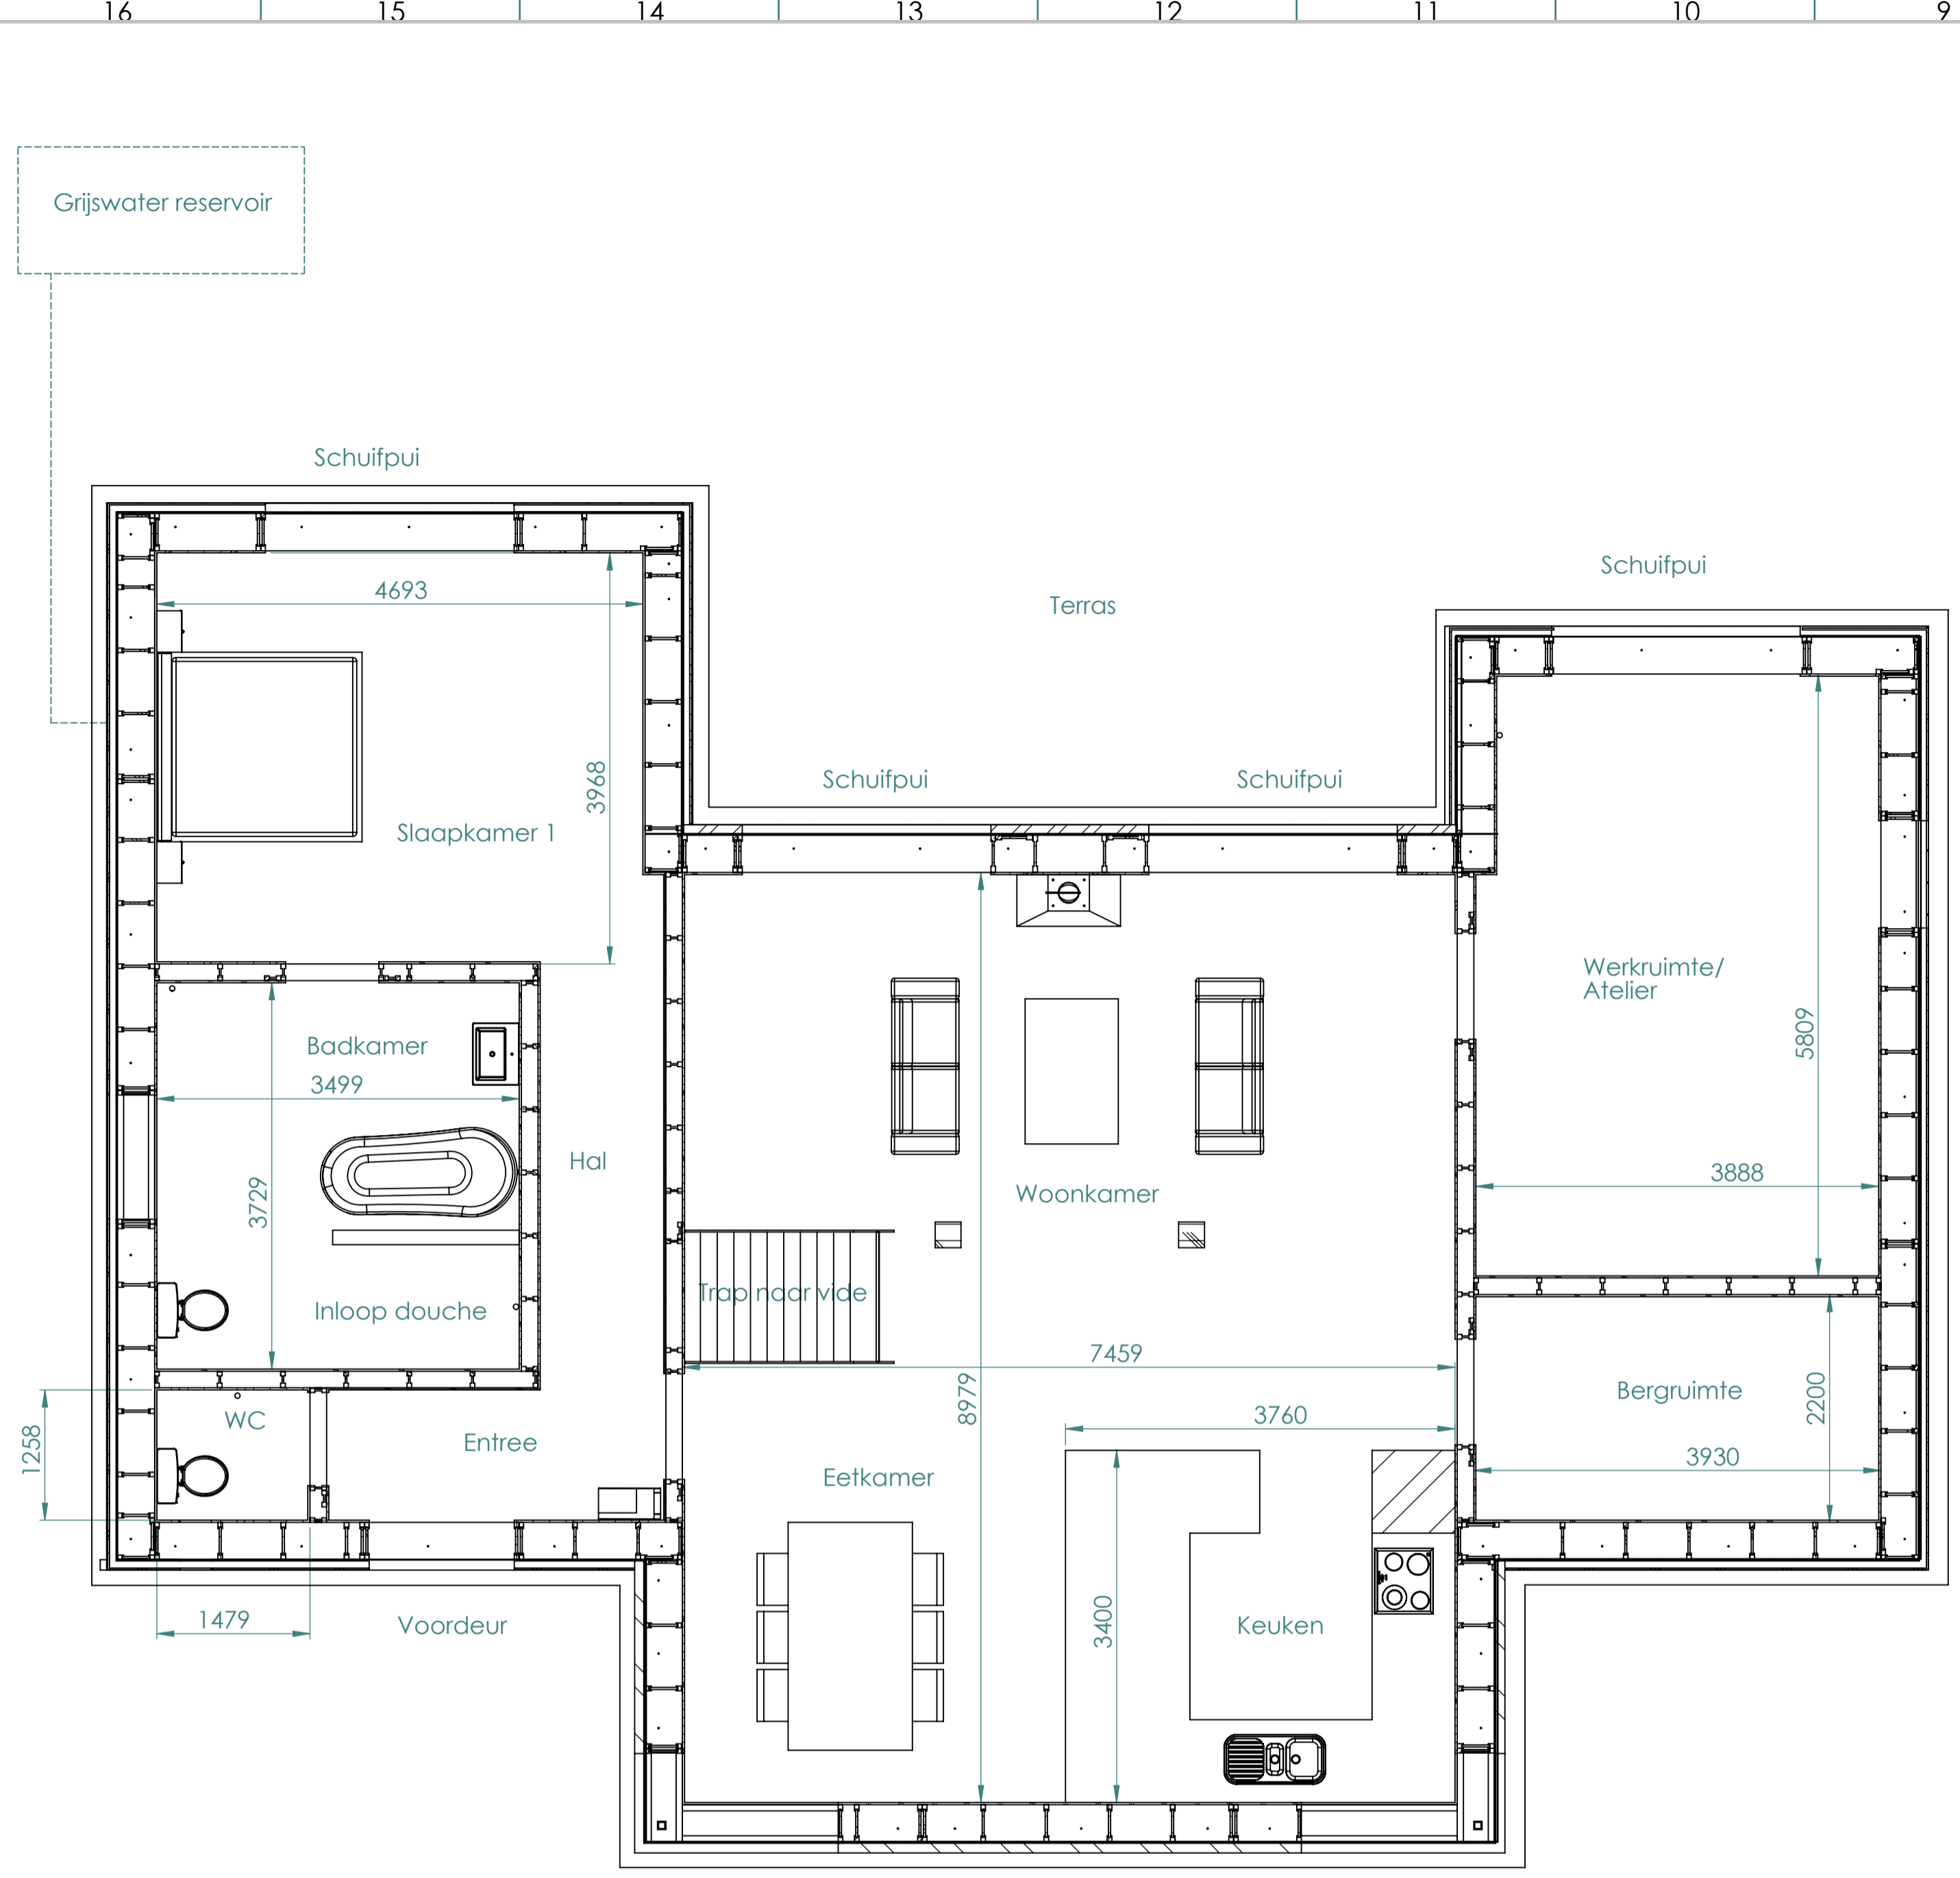 16 15 14 13 12 11 10 9
Grijswater reservoir
Schuifpui
Schuifpui
4693
Terras
3968
Schuifpui
Schuifpui
Slaapkamer 1
Werkruimte/
Atelier
5809
Badkamer
3499
Hal
3729
Woonkamer
3888
Trap naar vide
Inloop douche
7459
8979
Bergruimte
2200
WC
1258
Entree
3760
3930
Eetkamer
1479
Voordeur
3400
Keuken